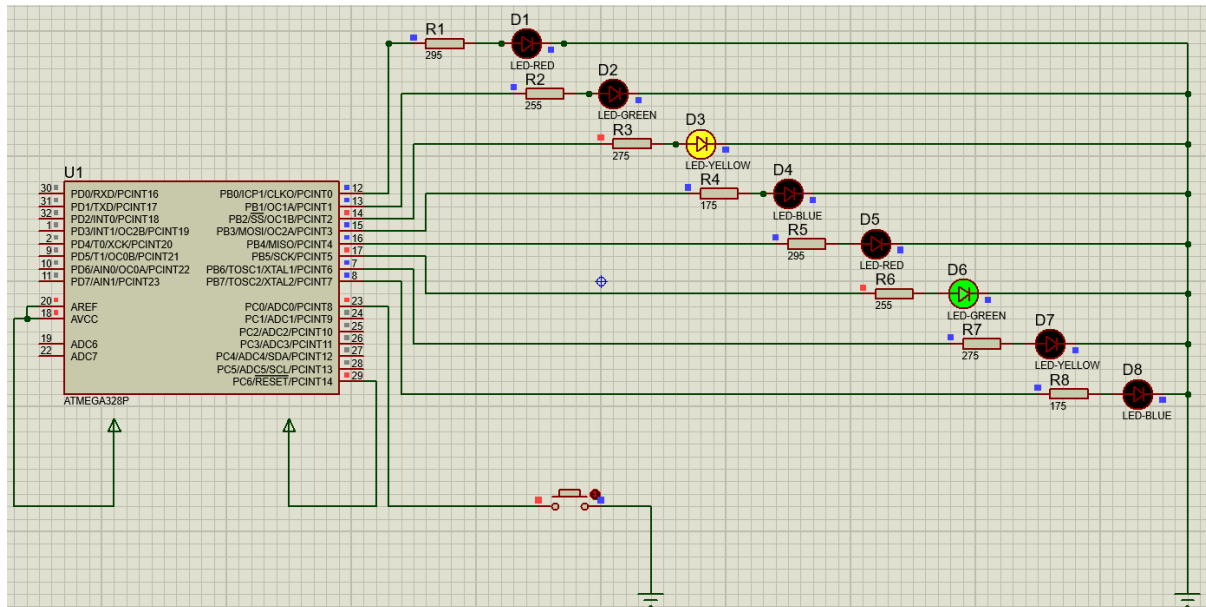 R1
295
D1
LED-RED
R2
255
D2
LED-GREEN
R3
275
D3
LED-YELLOW
R4
175
D4
LED-BLUE
R5
295
D5
LED-RED
R6
255
D6
LED-GREEN
R7
275
D7
LED-YELLOW
R8
175
D8
LED-BLUE
U1
30 PD0/RXD/PCINT16 PB0/ICP1/CLKO/PCINT0 12
31 PD1/TXD/PCINT17 PB1/OC1A/PCINT1 13
32 PD2/INT0/PCINT18 PB2/SS/OC1B/PCINT2 14
1 PD3/INT1/OC2B/PCINT19 PB3/MOSI/OC2A/PCINT3 15
2 PD4/T0/XCK/PCINT20 PB4/MISO/PCINT4 16
9 PD5/T1/OC0B/PCINT21 PB5/SCK/PCINT5 17
10 PD6/AIN0/OC0A/PCINT22 PB6/TOSC1/XTAL1/PCINT6 7
11 PD7/AIN1/PCINT23 PB7/TOSC2/XTAL2/PCINT7 8
20 AREF PC0/ADC0/PCINT8 23
18 AVCC PC1/ADC1/PCINT9 24
PC2/ADC2/PCINT10 25
19 ADC6 PC3/ADC3/PCINT11 26
22 ADC7 PC4/ADC4/SDA/PCINT12 27
PC5/ADC5/SCL/PCINT13 28
PC6/RESET/PCINT14 29
ATMEGA328P